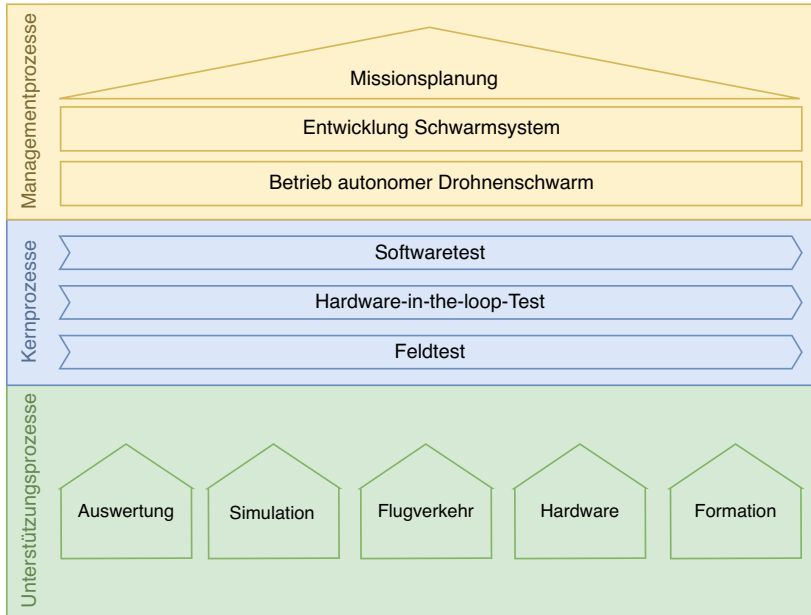 Managementprozesse
Missionsplanung
Entwicklung Schwarmsystem
Betrieb autonomer Drohnenschwarm
Kernprozesse
Softwaretest
Hardware-in-the-loop-Test
Feldtest
Unterstützungsprozesse
Auswertung
Simulation
Flugverkehr
Hardware
Formation